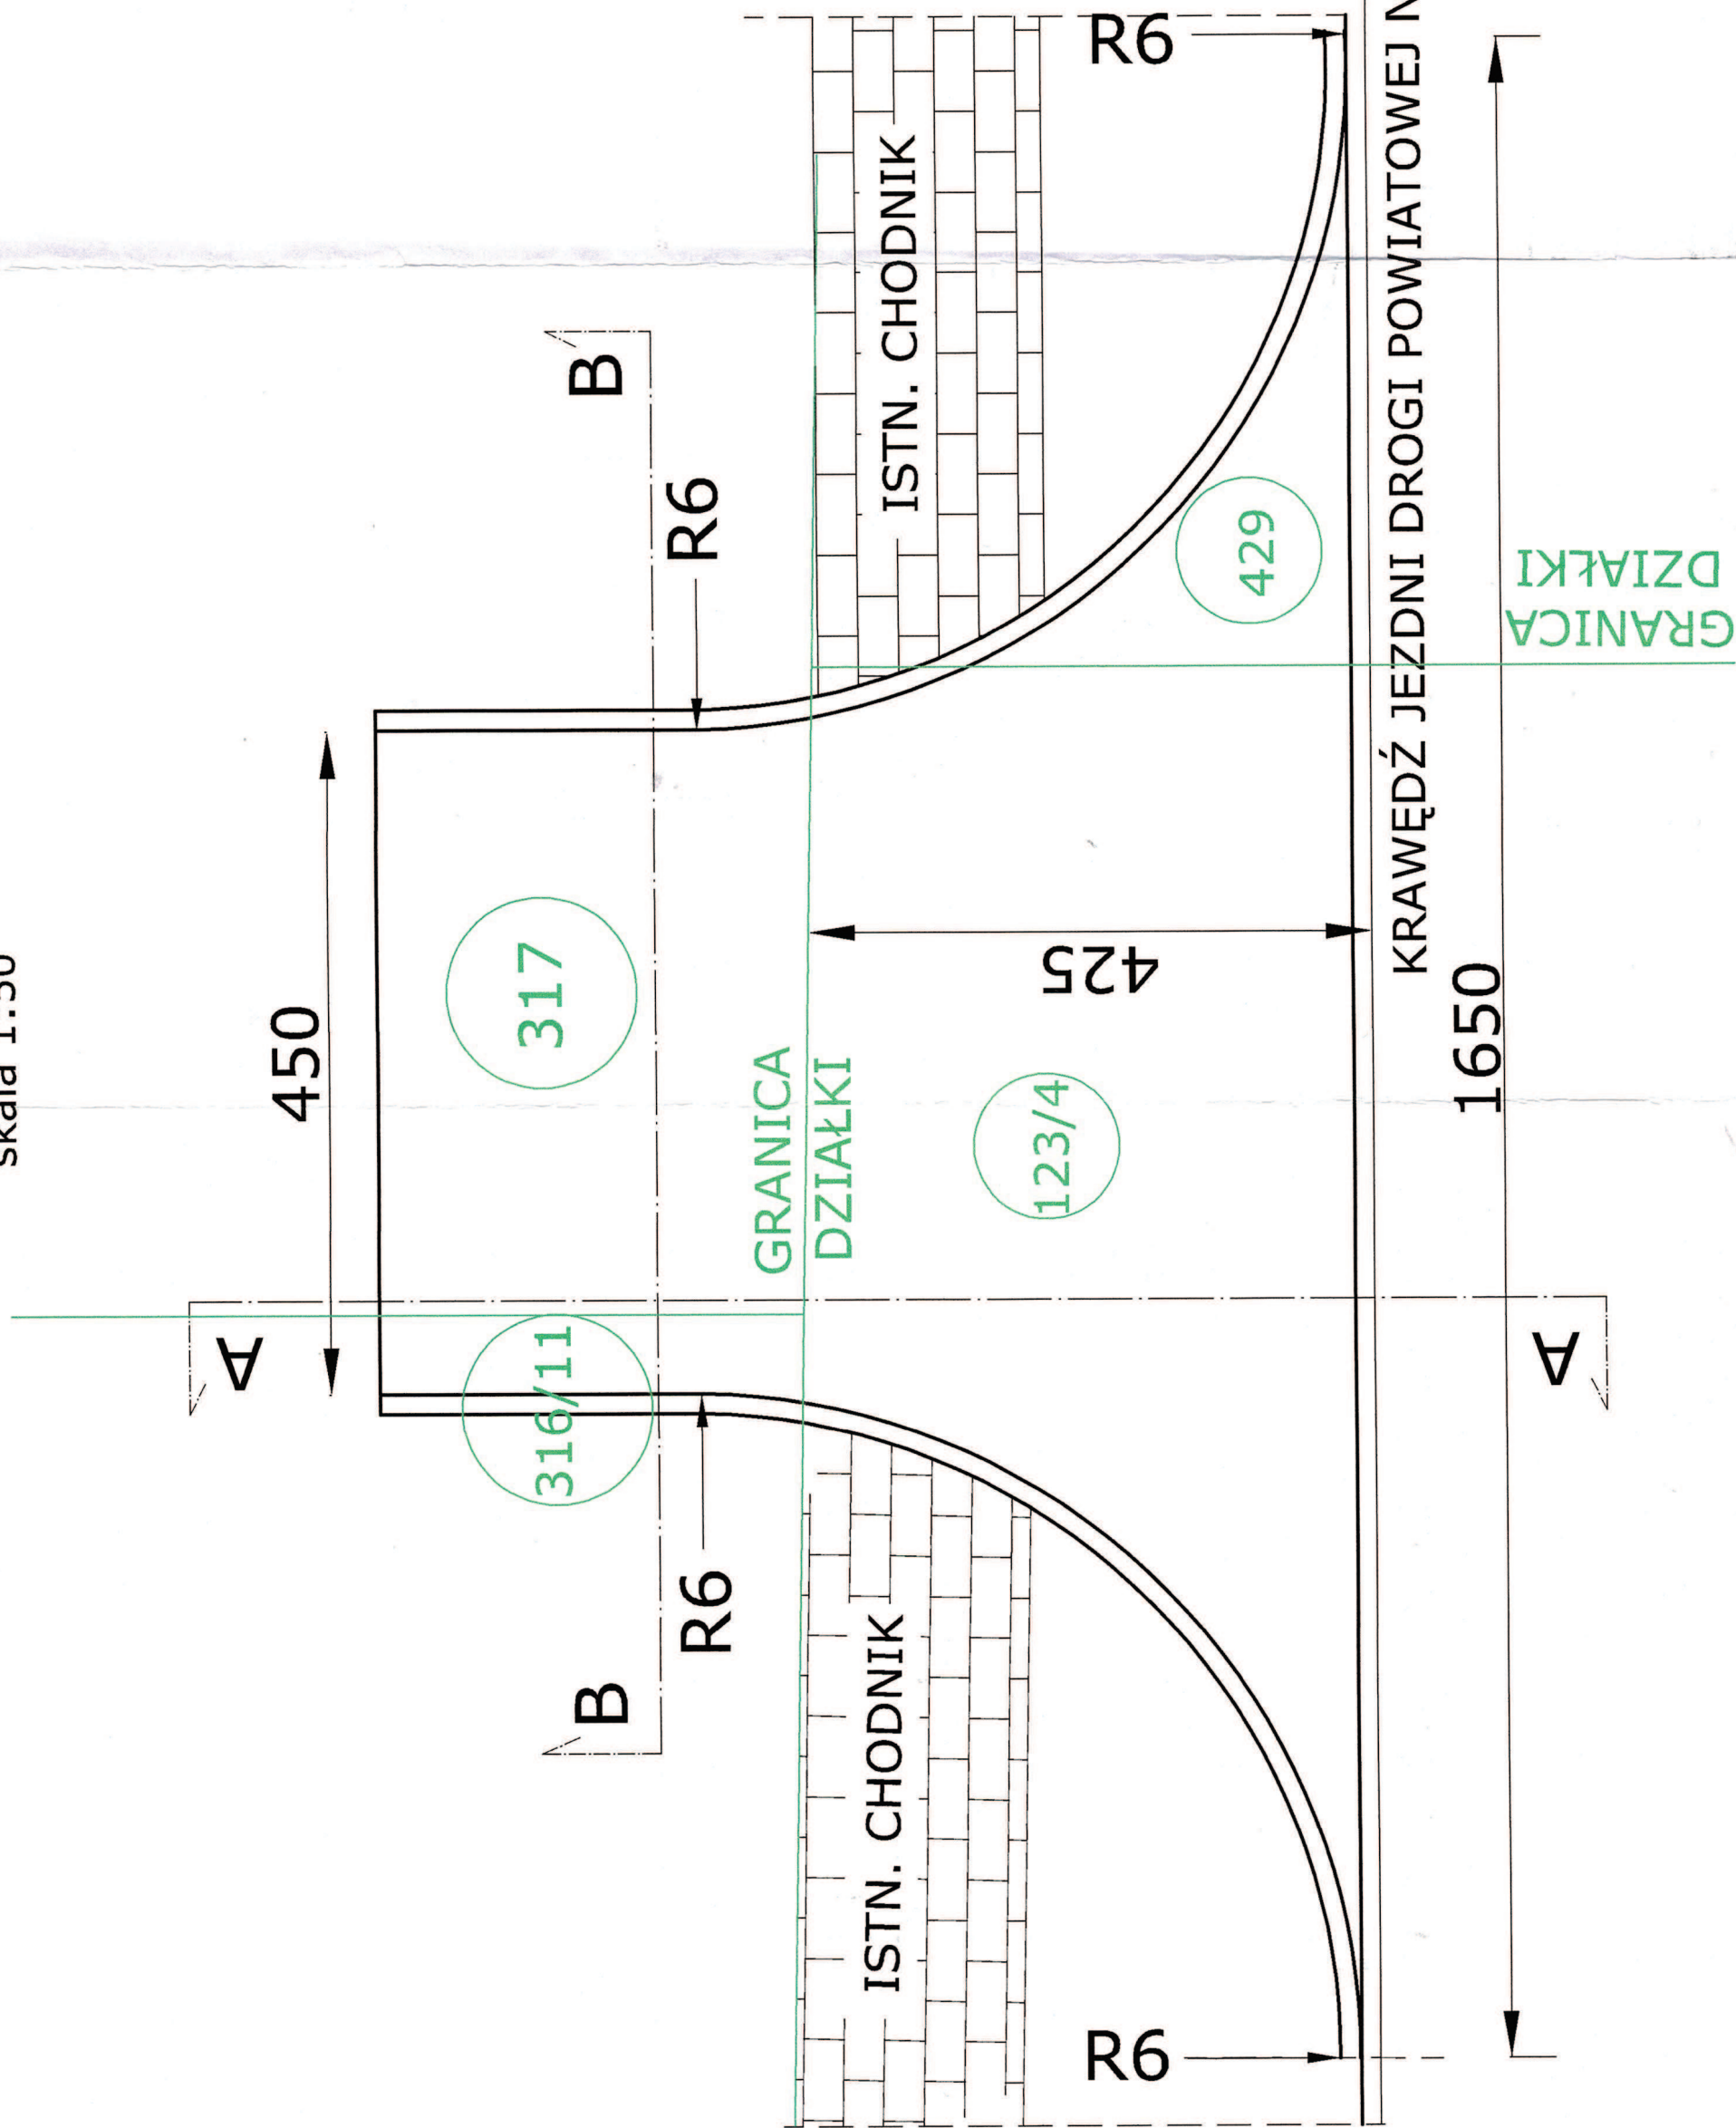 skala 1:50
450
317
316/11
B
B
R6
R6
A
A
GRANICA
DZIAŁKI
123/4
425
429
ISTN. CHODNIK
ISTN. CHODNIK
R6
R6
KRAWĘDŹ JEZDNI DROGI POWIATOWEJ
1650
GRANICA
DZIAŁKI